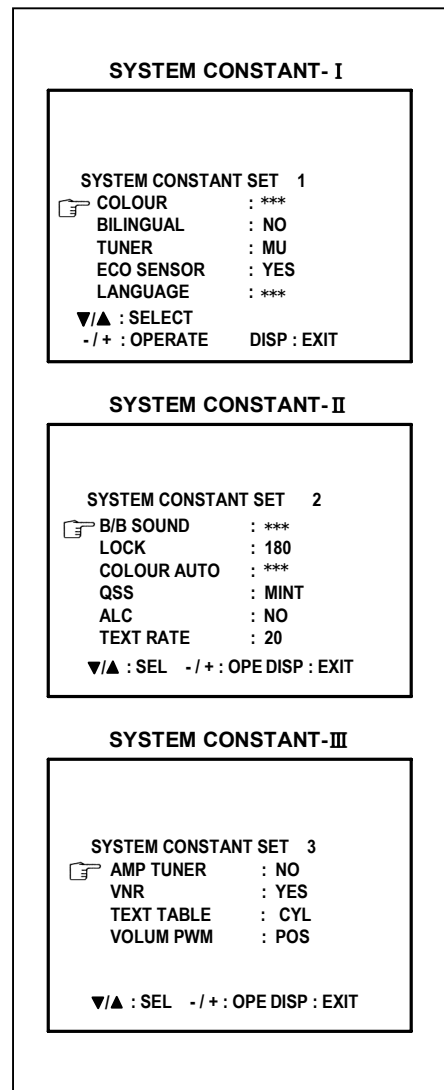 SYSTEM CONSTANT- Ⅰ
SYSTEM CONSTANT SET 1
COLOUR : ***
BILINGUAL : NO
TUNER : MU
ECO SENSOR : YES
LANGUAGE : ***
▼/▲ : SELECT
- / + : OPERATE DISP : EXIT
SYSTEM CONSTANT- Ⅱ
SYSTEM CONSTANT SET 2
B/B SOUND : ***
LOCK : 180
COLOUR AUTO : ***
QSS : MINT
ALC : NO
TEXT RATE : 20
▼/▲ : SEL - / + : OPE DISP : EXIT
SYSTEM CONSTANT-Ⅲ
SYSTEM CONSTANT SET 3
AMP TUNER : NO
VNR : YES
TEXT TABLE : CYL
VOLUM PWM : POS
▼/▲ : SEL - / + : OPE DISP : EXIT